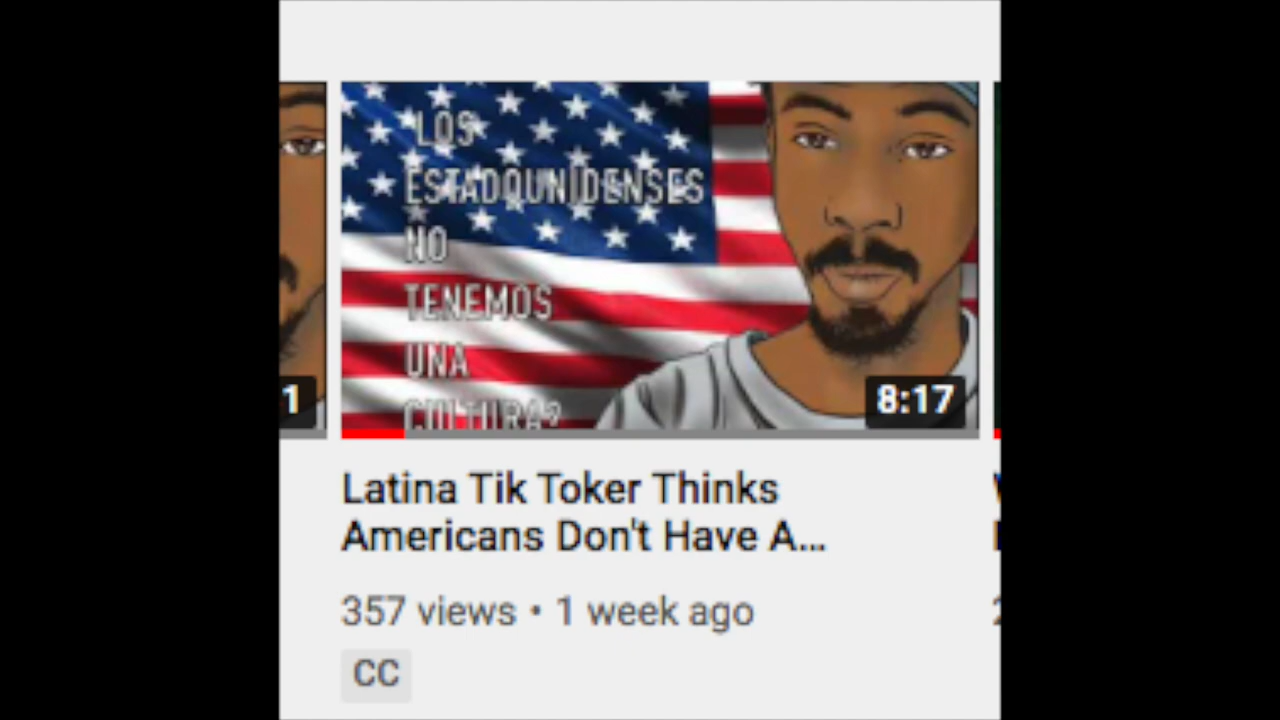 "LOS
ESTADOUNIDENSES
NO
TENEMOS
UNA
CULTURA?
1
8:17
Latina Tik Toker Thinks
Americans Don't Have A...
357 views • 1 week ago
CC